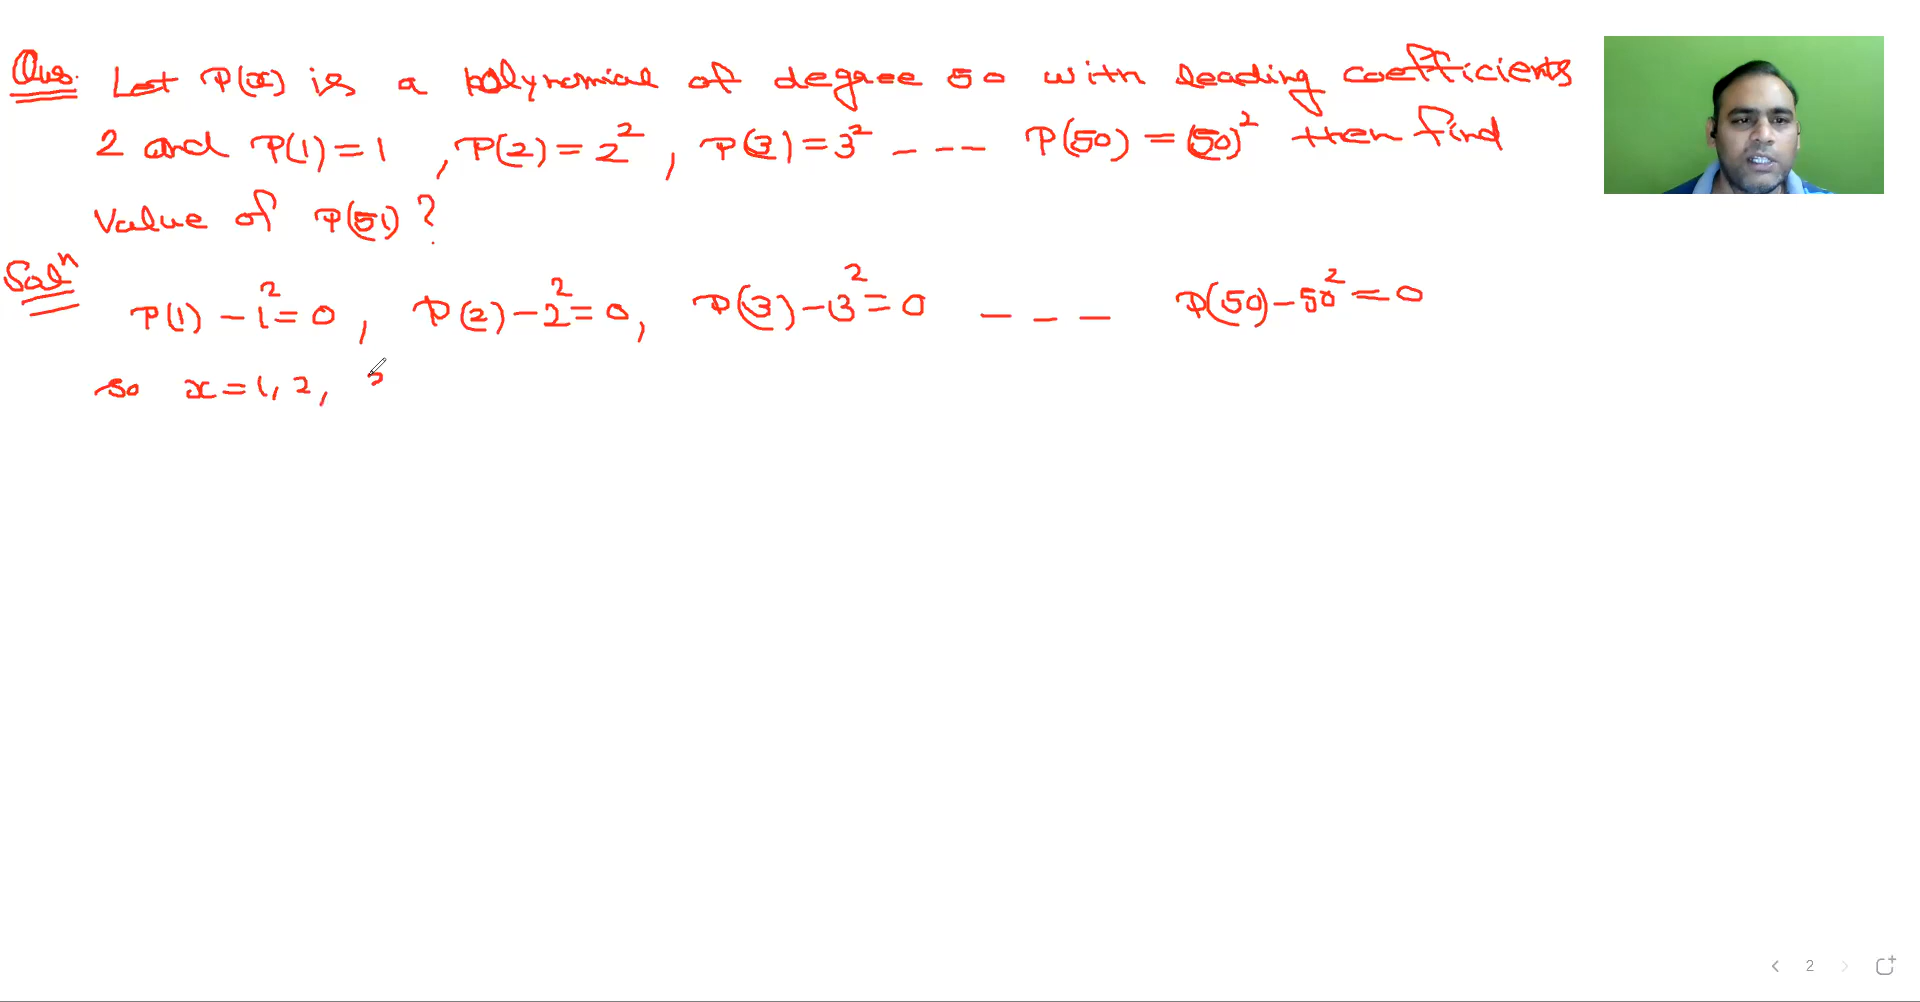 Ques. Let P(x) is a polynomial of degree 50 with leading coefficients
2 and P(1) = 1 , P(2) = 2² , P(3) = 3² ----  P(50) = (50)² then find
value of P(51) ?
Solⁿ
P(1) - 1² = 0 , P(2) - 2² = 0, P(3) - 3² = 0 - - - P(50) - 50² = 0
so x = 1, 2,
2